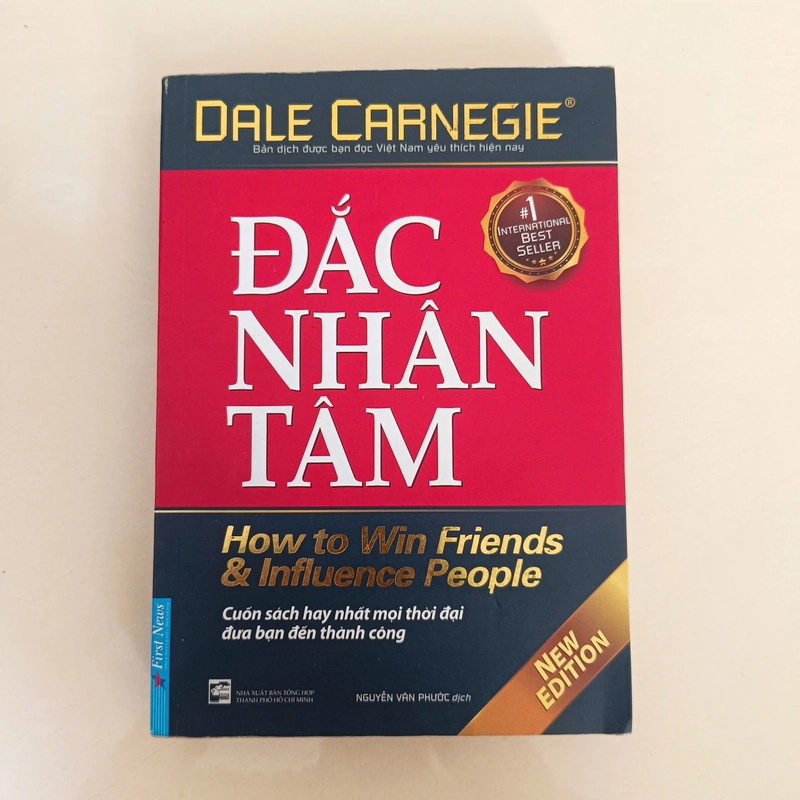 DALE CARNEGIE®
Bản dịch được bạn đọc Việt Nam yêu thích hiện nay
#1
INTERNATIONAL
BEST
SELLER
ĐẮC
NHÂN
TÂM
How to Win Friends
& Influence People
Cuốn sách hay nhất mọi thời đại
đưa bạn đến thành công
NEW
EDITION
First News
NHÀ XUẤT BẢN TỔNG HỢP
THÀNH PHỐ HỒ CHÍ MINH
NGUYỄN VĂN PHƯỚC dịch